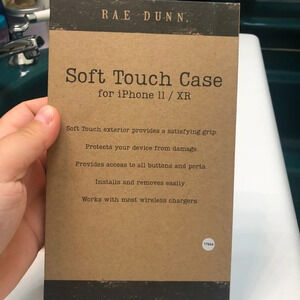 RAE DUNN.
Soft Touch Case
for iPhone 11 / XR
Soft Touch exterior provides a satisfying grip
Protects your device from damage
Provides access to all buttons and ports
Installs and removes easily
Works with most wireless chargers